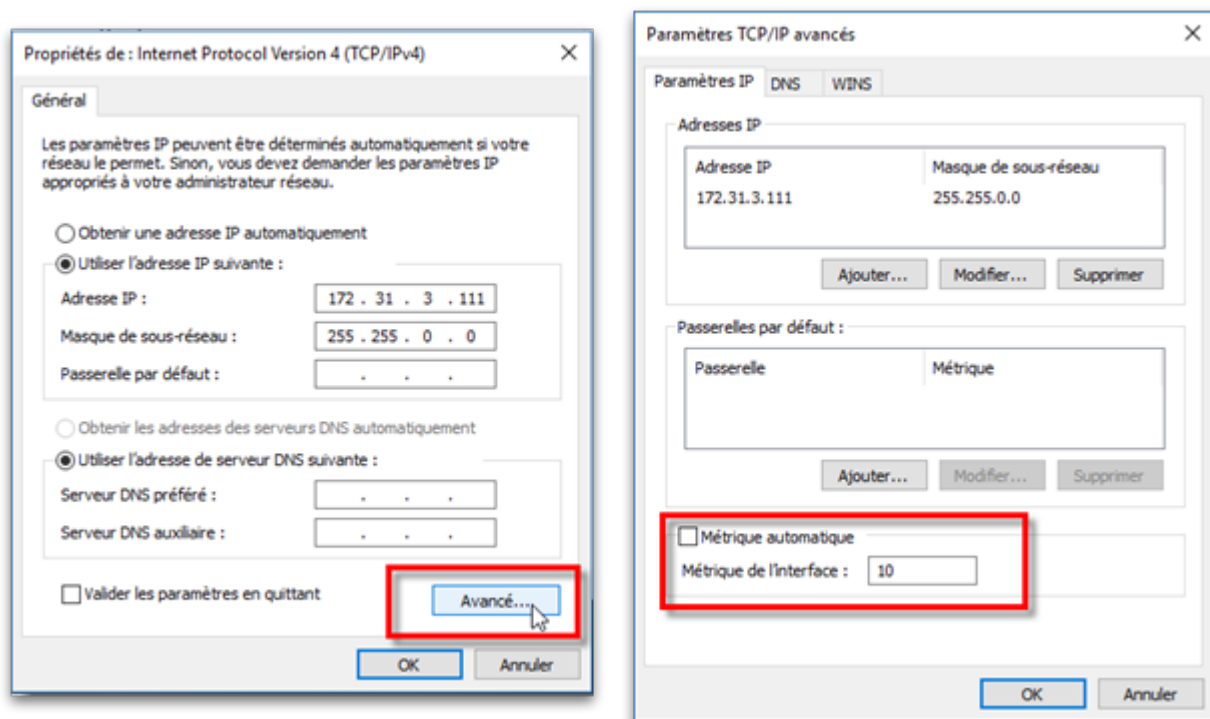 Propriétés de : Internet Protocol Version 4 (TCP/IPv4)
Général
Les paramètres IP peuvent être déterminés automatiquement si votre
réseau le permet. Sinon, vous devez demander les paramètres IP
appropriés à votre administrateur réseau.
Obtenir une adresse IP automatiquement
Utiliser l'adresse IP suivante :
Adresse IP :
172 . 31 . 3 . 111
Masque de sous-réseau :
255 . 255 . 0 . 0
Passerelle par défaut :
. . .
Obtenir les adresses des serveurs DNS automatiquement
Utiliser l'adresse de serveur DNS suivante :
Serveur DNS préféré :
. . .
Serveur DNS auxiliaire :
. . .
Valider les paramètres en quittant
Avancé...
OK
Annuler
Paramètres TCP/IP avancés
Paramètres IP
DNS
WINS
Adresses IP
Adresse IP
Masque de sous-réseau
172.31.3.111
255.255.0.0
Ajouter...
Modifier...
Supprimer
Passerelles par défaut :
Passerelle
Métrique
Ajouter...
Modifier...
Supprimer
Métrique automatique
Métrique de l'interface :
10
OK
Annuler